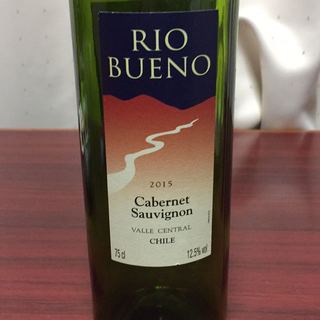 RIO
BUENO
2015
Cabernet
Sauvignon
VALLE CENTRAL
CHILE
75 cl 12.5% vol